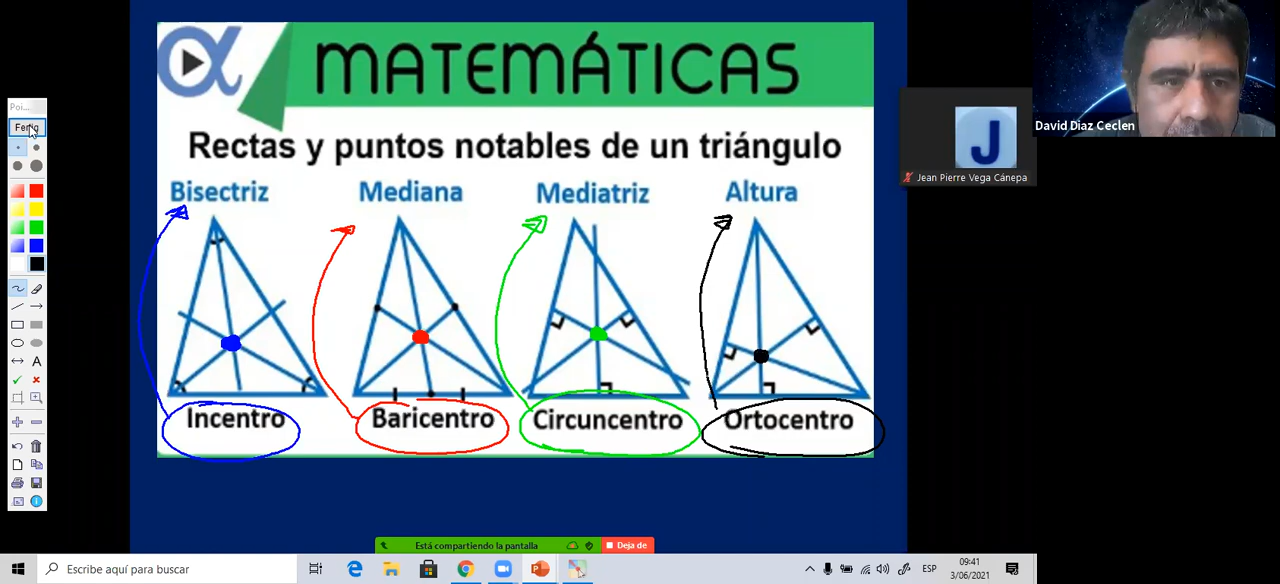 Poi...
MATEMÁTICAS
Rectas y puntos notables de un triángulo
Bisectriz Mediana Mediatriz Altura
Incentro Baricentro Circuncentro Ortocentro
David Diaz Ceclen
J
Jean Pierre Vega Cánepa
A
Está compartiendo la pantalla
Deja de
Escribe aquí para buscar
ESP
09:41
3/06/2021